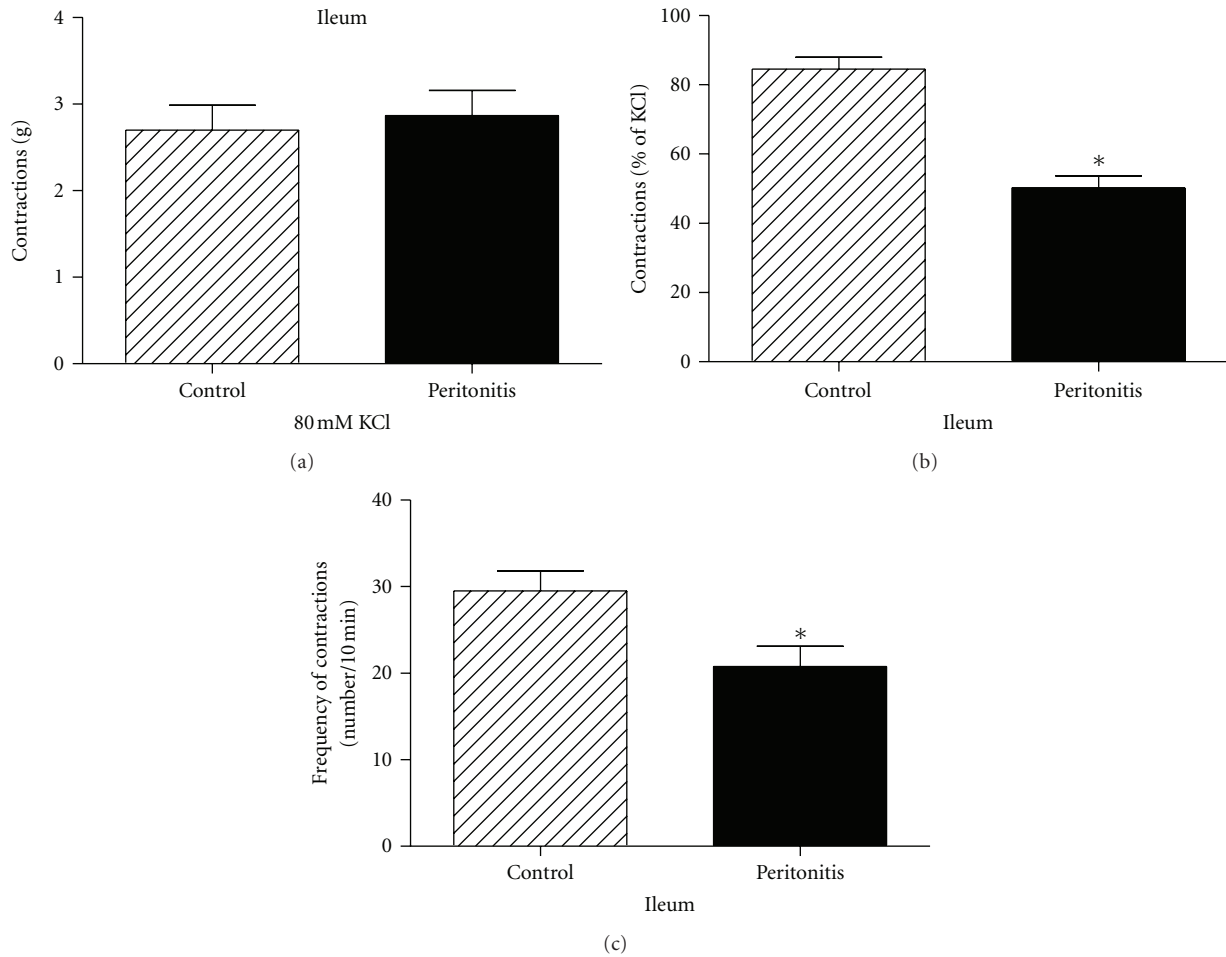 Ileum
Contractions (g)
4
3
2
1
0
Control Peritonitis
80 mM KCl
(a)
Contractions (% of KCl)
100
80
60
40
20
0
*
Control Peritonitis
Ileum
(b)
Frequency of contractions
(number/10 min)
40
30
20
10
0
*
Control Peritonitis
Ileum
(c)